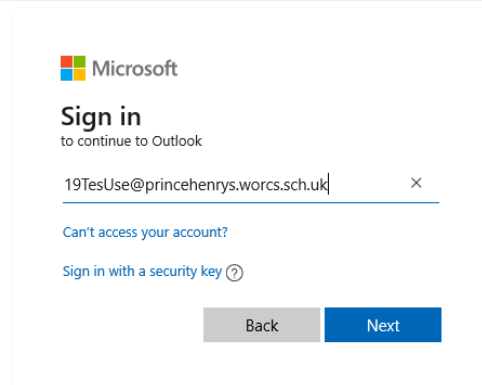 Microsoft
Sign in
to continue to Outlook
19TesUse@princehenrys.worcs.sch.uk
Can't access your account?
Sign in with a security key
Back
Next